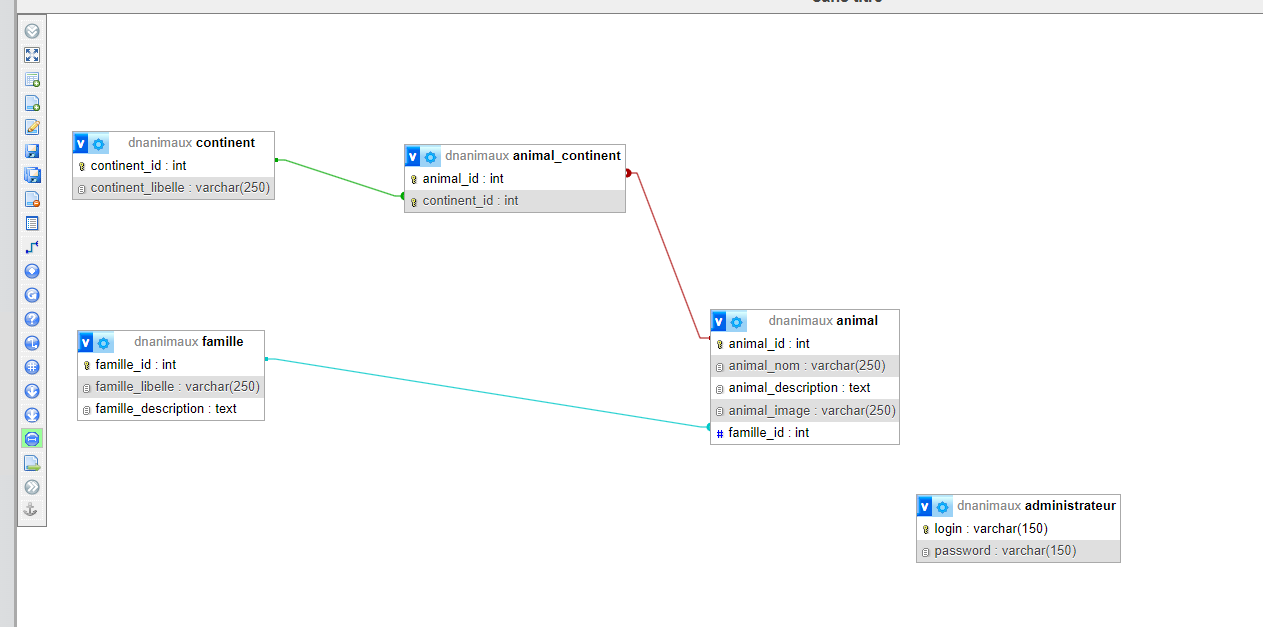 dnanimaux continent
continent_id : int
continent_libelle : varchar(250)
dnanimaux animal_continent
animal_id : int
continent_id : int
dnanimaux famille
famille_id : int
famille_libelle : varchar(250)
famille_description : text
dnanimaux animal
animal_id : int
animal_nom : varchar(250)
animal_description : text
animal_image : varchar(250)
# famille_id : int
dnanimaux administrateur
login : varchar(150)
password : varchar(150)